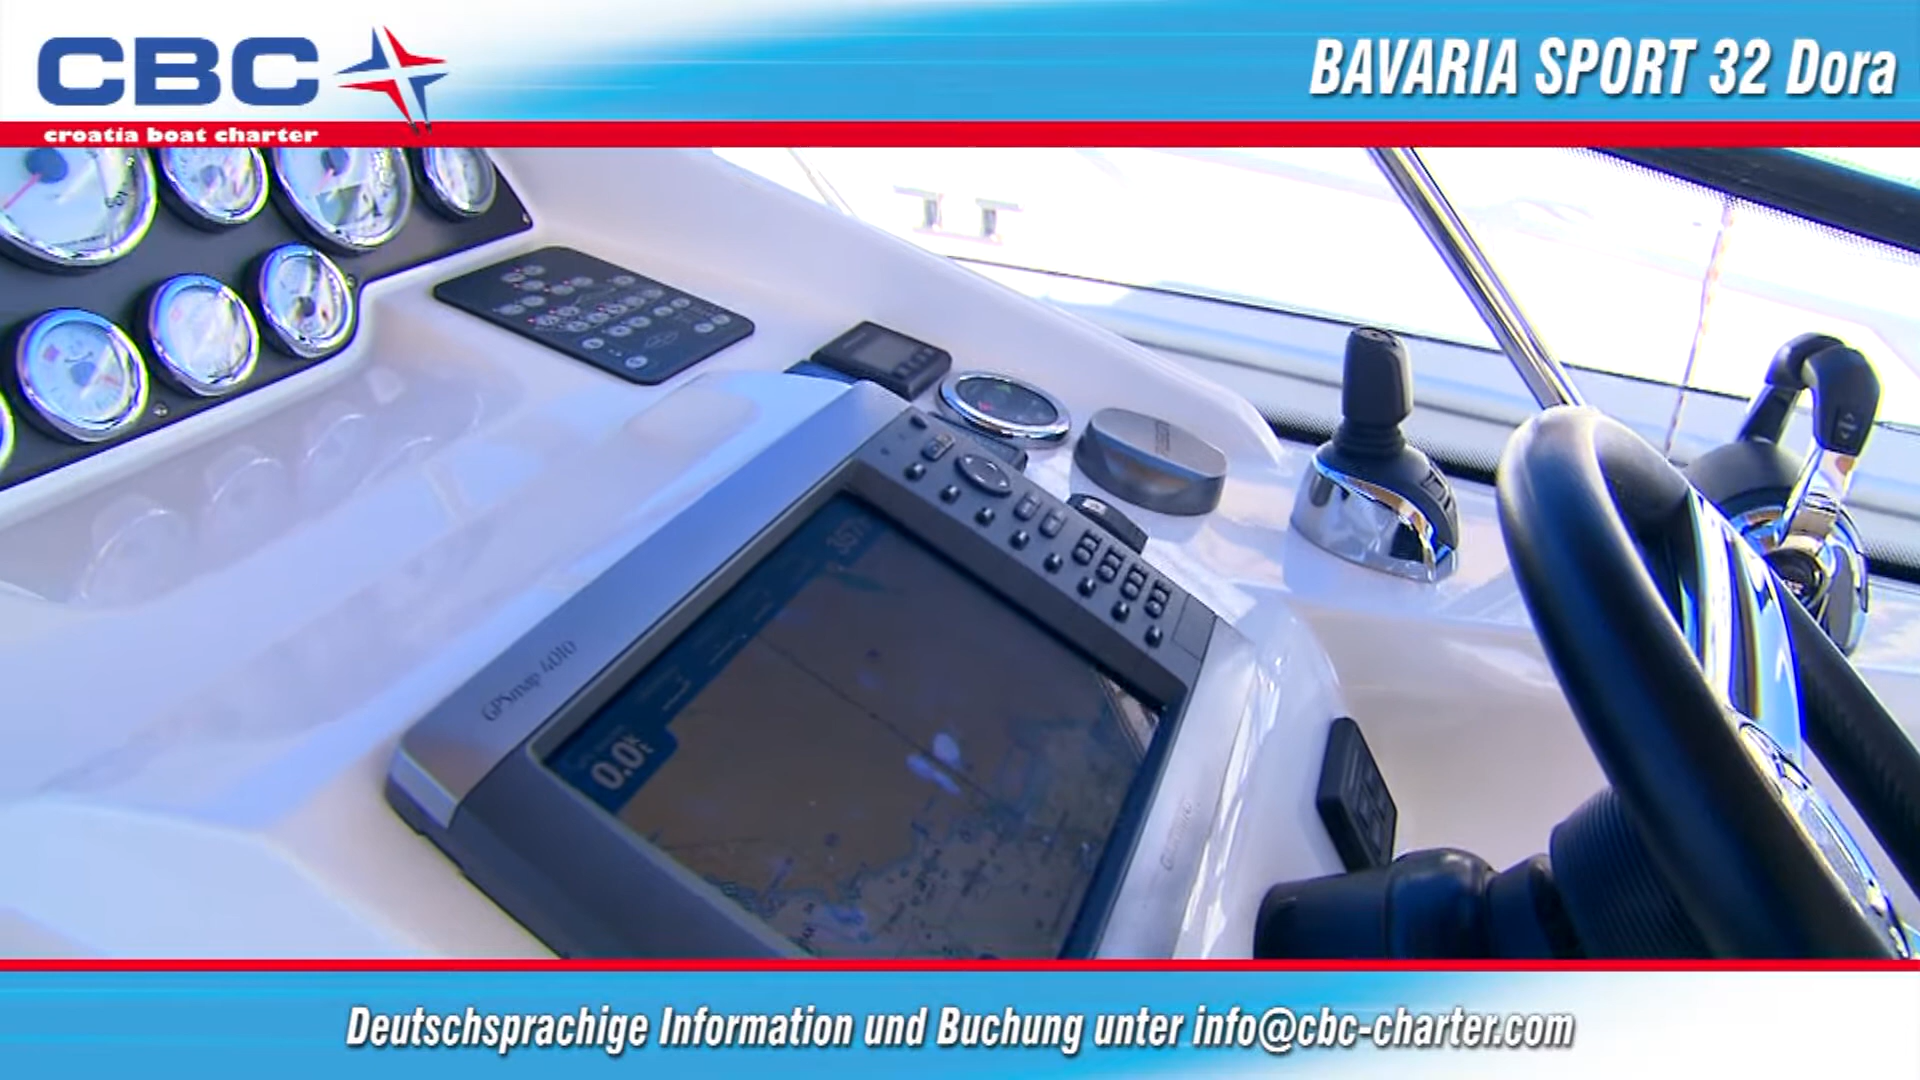 CBC
croatia boat charter
BAVARIA SPORT 32 Dora
GPSmap 4010
0.0
Deutschsprachige Information und Buchung unter info@cbc-charter.com